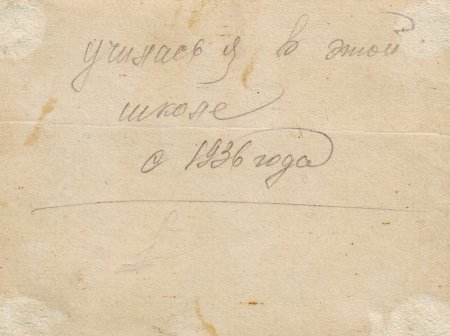 училась я в этой
школе
с 1936 года